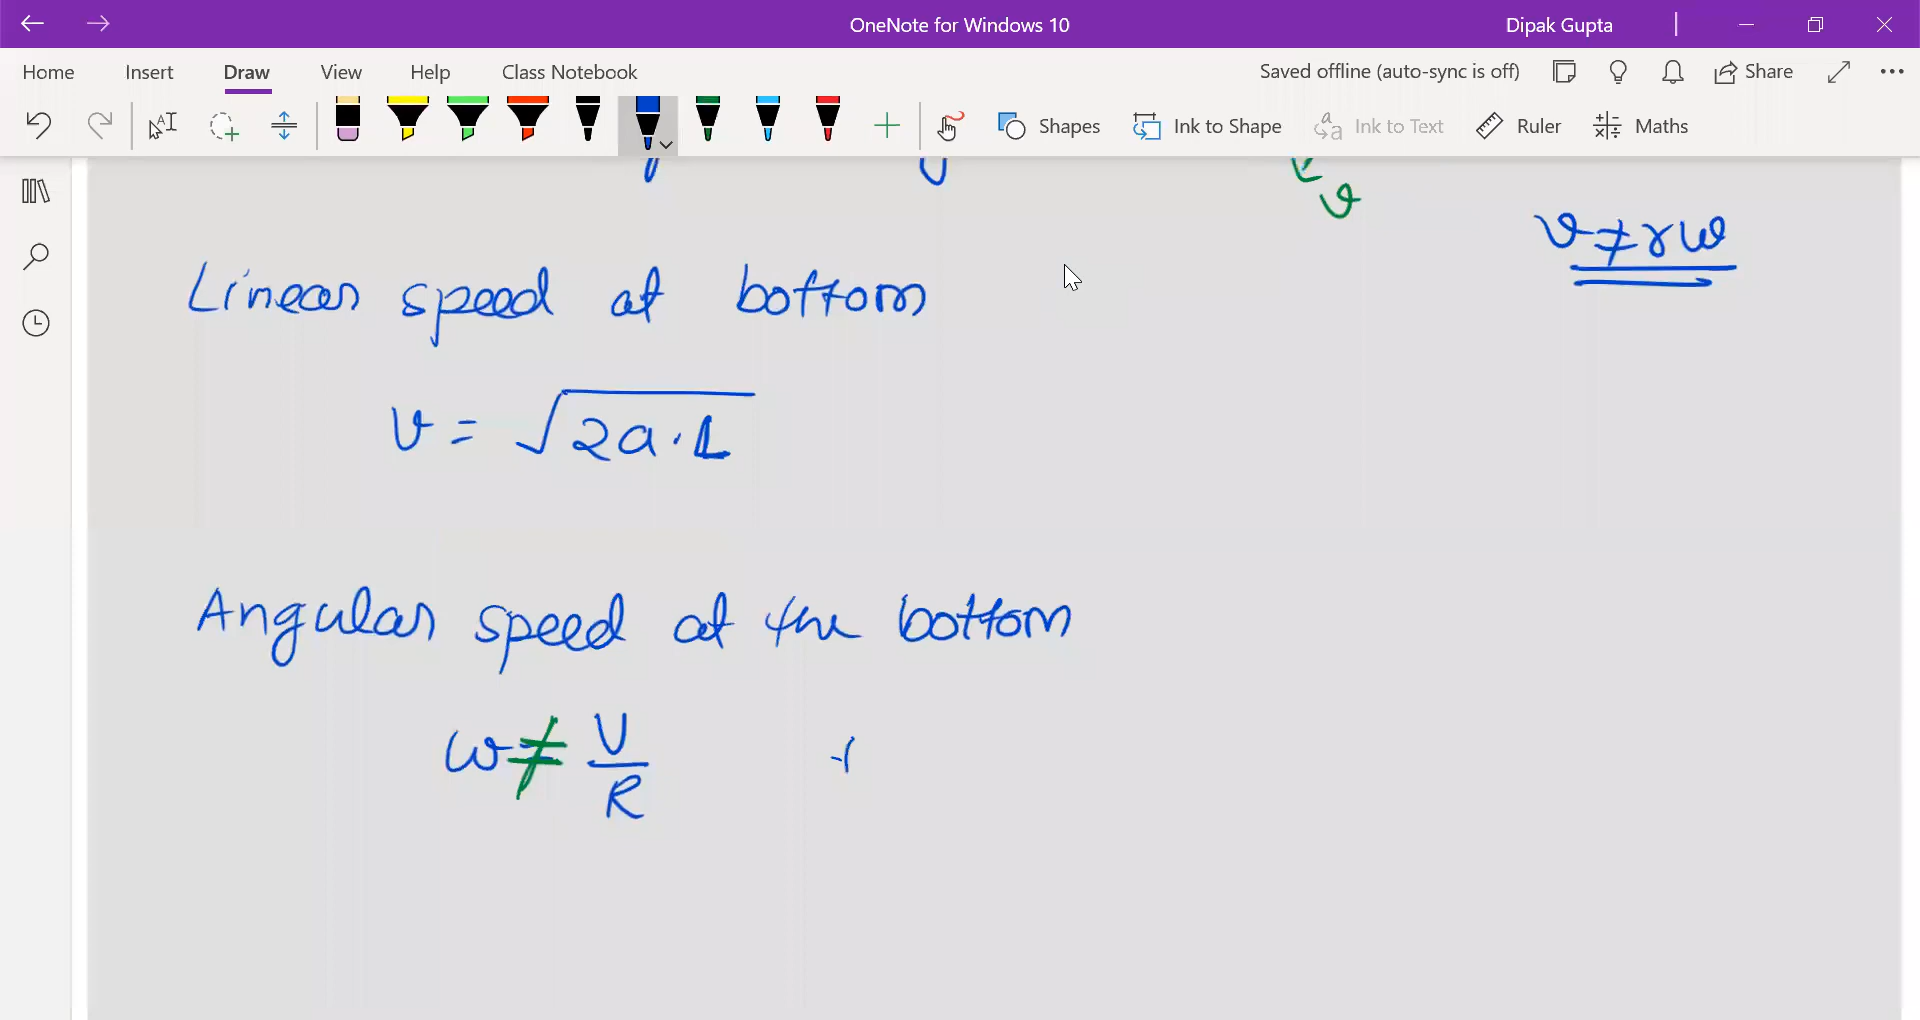 OneNote for Windows 10
Dipak Gupta
Home Insert Draw View Help Class Notebook
Saved offline (auto-sync is off) Share
Shapes Ink to Shape Ink to Text Ruler Maths
v
v ≠ rω
Linear speed at bottom
v = √2a.L
Angular speed at the bottom
ω ≠ V/R